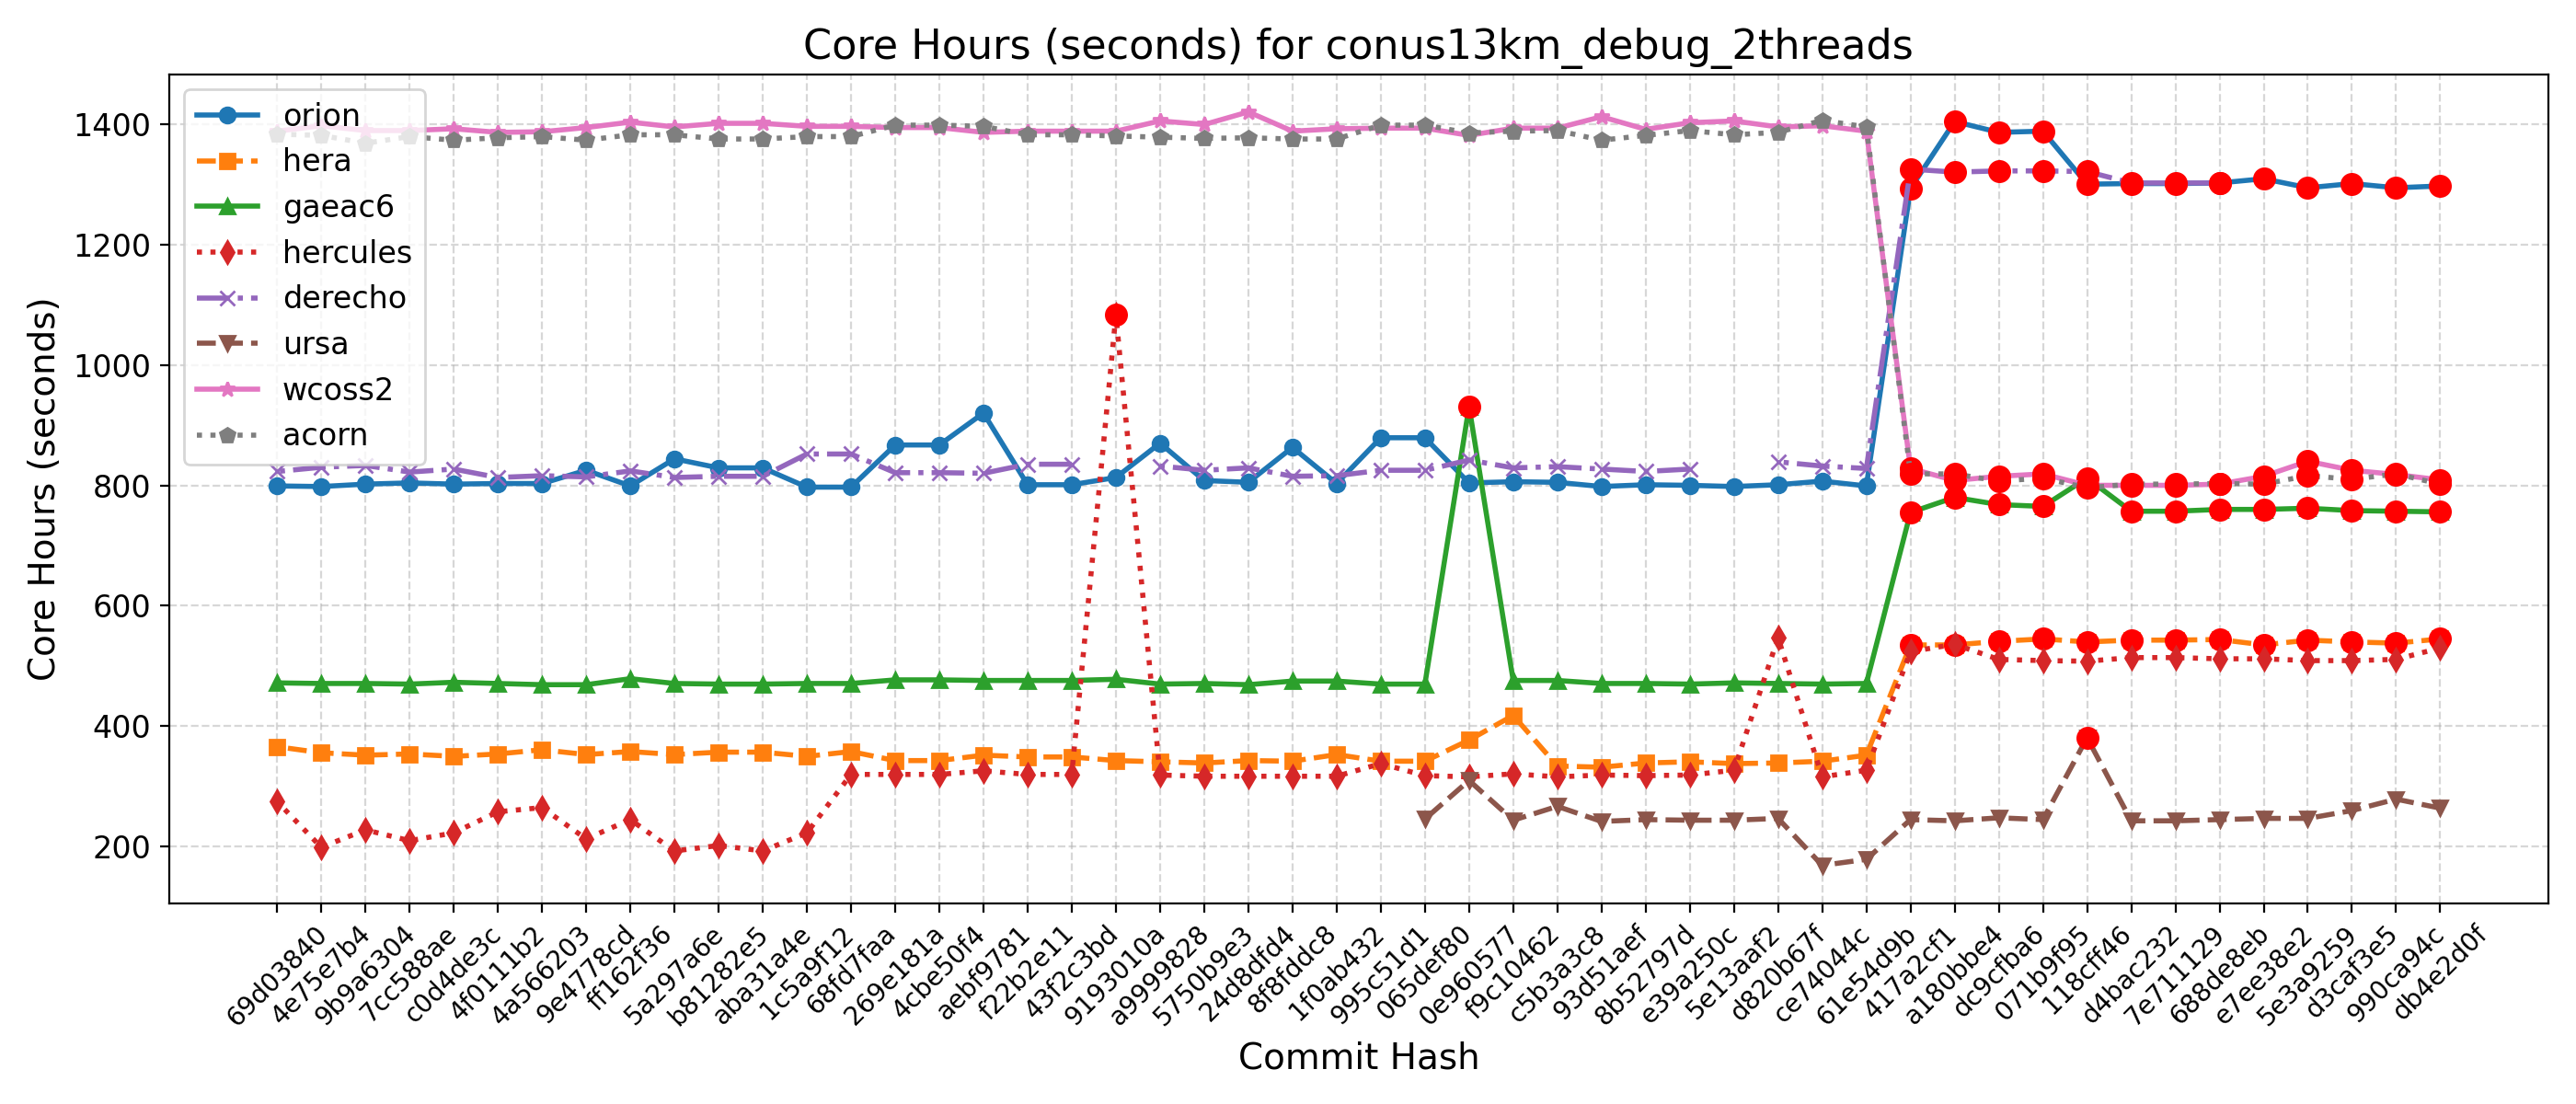 Core Hours (seconds) for conus13km_debug_2threads
Core Hours (seconds)
1400
1200
1000
800
600
400
200
orion
hera
gaeac6
hercules
derecho
ursa
wcoss2
acorn
69d03840
4e75e7b4
9b9a6304
7cc588ae
c0d4de3c
4f0111b2
4a566203
9e4778cd
ff162f36
5a297a6e
b81282e5
aba31a4e
1c5a9f12
68fd7faa
269e181a
4cbe50f4
aebf9781
f22b2e11
43f2c3bd
9193010a
a9999828
5750b9e3
24d8dfd4
8f8fddc8
1f0ab432
995c51d1
065def80
0e960577
f9c10462
c5b3a3c8
93d51aef
8b52797d
e39a250c
5e13aaf2
d820b67f
ce74044c
61e54d9b
417a2cf1
a180bbe4
dc9cfba6
071b9f95
118cff46
d4bac232
7e711129
688de8eb
e7ee38e2
5e3a9259
d3caf3e5
990ca94c
db4e2d0f
Commit Hash